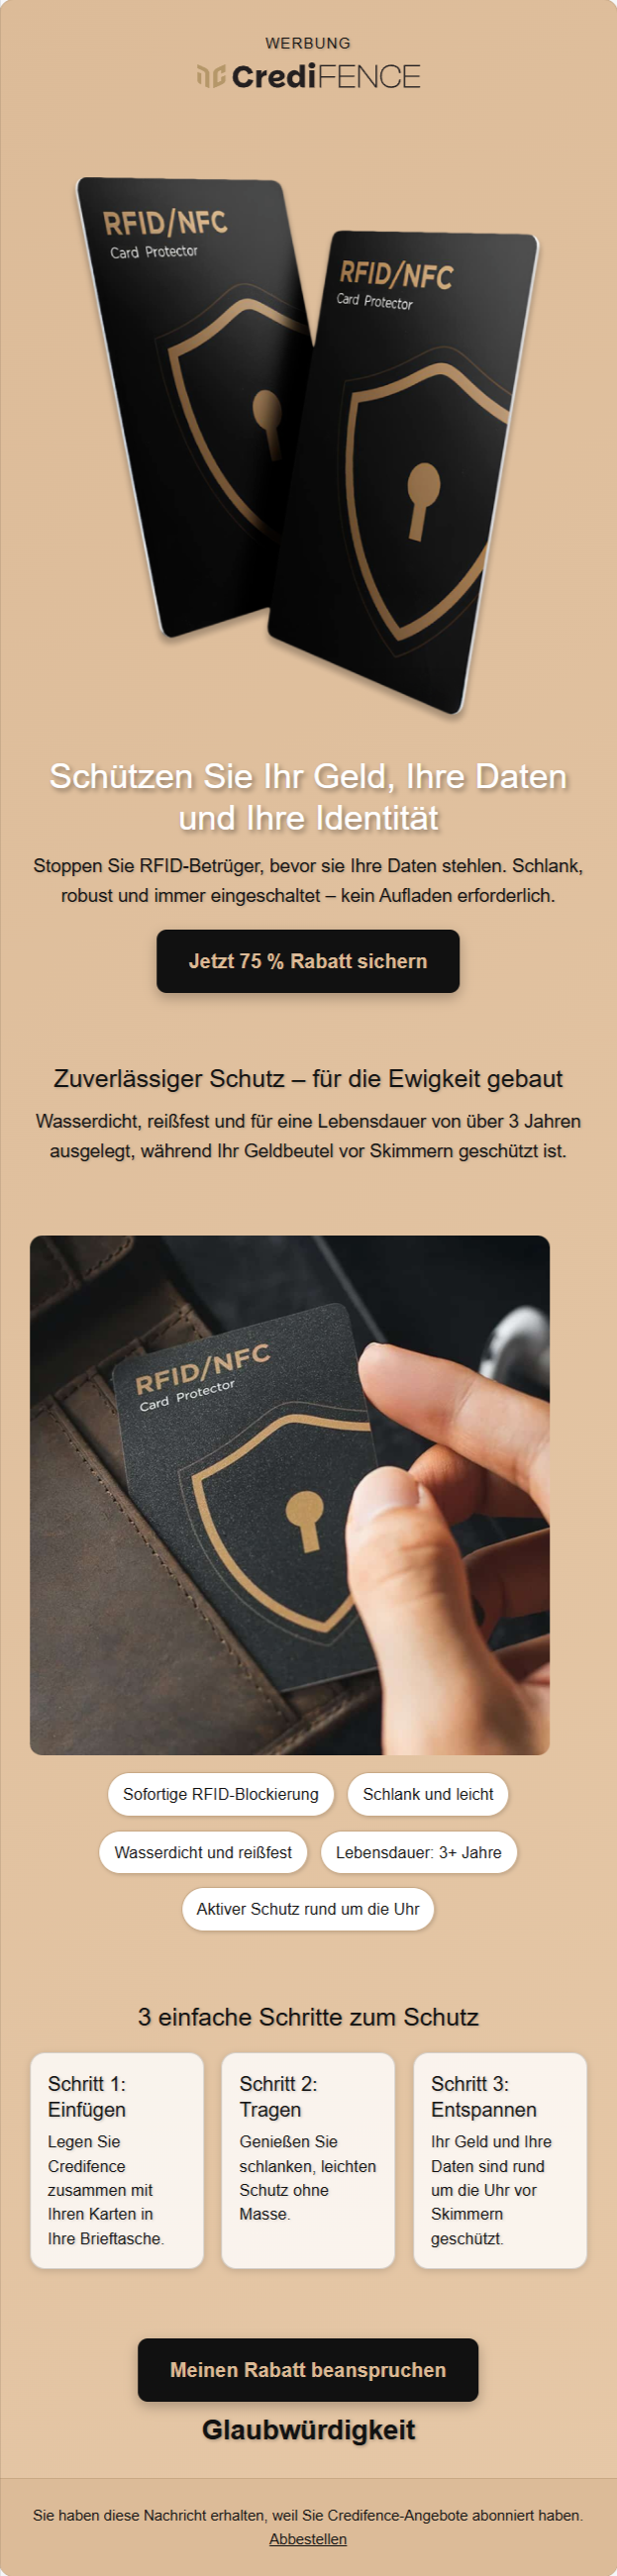 WERBUNG
CrediFENCE
RFID/NFC
Card Protector
RFID/NFC
Card Protector
Schützen Sie Ihr Geld, Ihre Daten
und Ihre Identität
Stoppen Sie RFID-Betrüger, bevor sie Ihre Daten stehlen. Schlank,
robust und immer eingeschaltet – kein Aufladen erforderlich.
Jetzt 75 % Rabatt sichern
Zuverlässiger Schutz – für die Ewigkeit gebaut
Wasserdicht, reißfest und für eine Lebensdauer von über 3 Jahren
ausgelegt, während Ihr Geldbeutel vor Skimmern geschützt ist.
RFID/NFC
Card Protector
Sofortige RFID-Blockierung
Schlank und leicht
Wasserdicht und reißfest
Lebensdauer: 3+ Jahre
Aktiver Schutz rund um die Uhr
3 einfache Schritte zum Schutz
Schritt 1:
Einfügen
Legen Sie
Credifence
zusammen mit
Ihren Karten in
Ihre Brieftasche.
Schritt 2:
Tragen
Genießen Sie
schlanken, leichten
Schutz ohne
Masse.
Schritt 3:
Entspannen
Ihr Geld und Ihre
Daten sind rund
um die Uhr vor
Skimmern
geschützt.
Meinen Rabatt beanspruchen
Glaubwürdigkeit
Sie haben diese Nachricht erhalten, weil Sie Credifence-Angebote abonniert haben.
Abbestellen